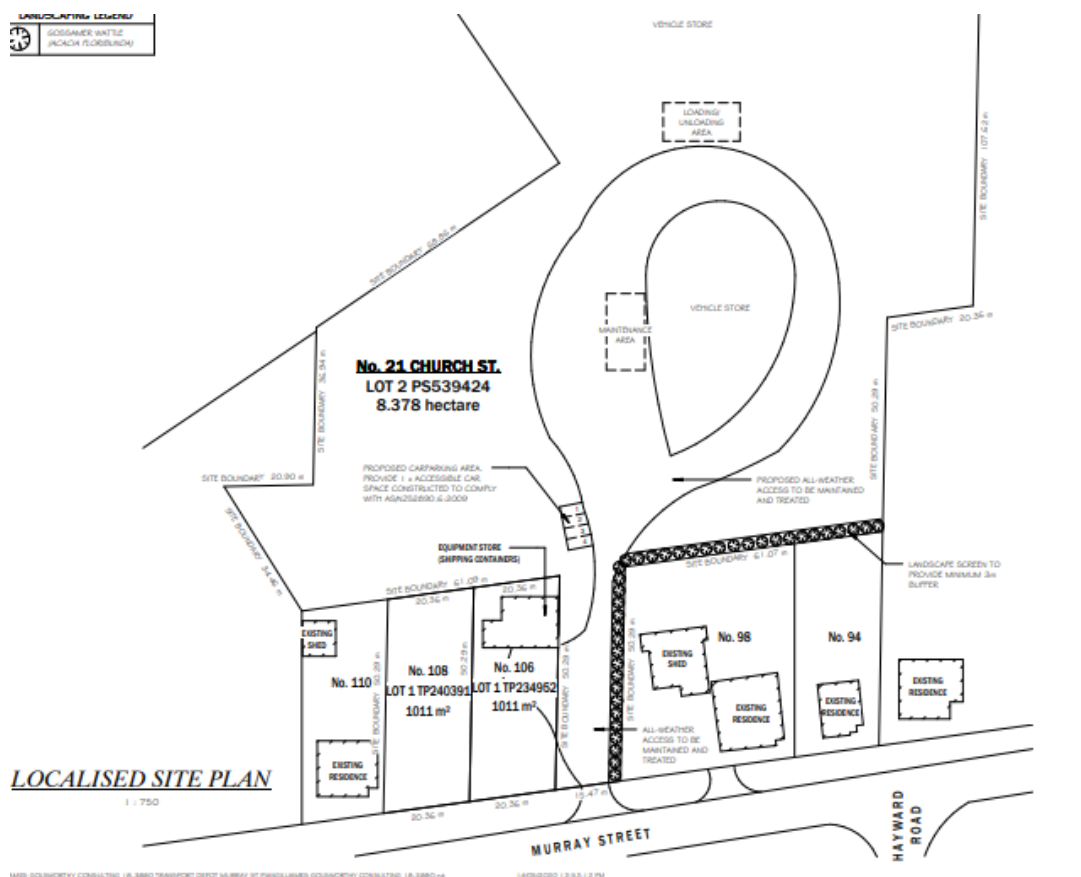 LANDSCAPING LEGEND
GOSSAMER WATTLE
(ACACIA FLORIBUNDA)
VEHICLE STORE
LOADING/
UNLOADING
AREA
SITE BOUNDARY 107.62 m
SITE BOUNDARY 68.86 m
VEHICLE STORE
MAINTENANCE
AREA
SITE BOUNDARY 20.36 m
SITE BOUNDARY 36.94 m
No. 21 CHURCH ST.
LOT 2 PS539424
8.378 hectare
SITE BOUNDARY 50.29 m
SITE BOUNDARY 20.90 m
PROPOSED CARPARKING AREA.
PROVIDE 1 x ACCESSIBLE CAR
SPACE CONSTRUCTED TO COMPLY
WITH AS/NZS2890.6:2009
PROPOSED ALL-WEATHER
ACCESS TO BE MAINTAINED
AND TREATED
1
2
3
4
SITE BOUNDARY 34.46 m
EQUIPMENT STORE
(SHIPPING CONTAINERS)
SITE BOUNDARY 61.07 m
LANDSCAPE SCREEN TO
PROVIDE MINIMUM 3m
BUFFER
SITE BOUNDARY 61.09 m
20.36 m
20.36 m
EXISTING
SHED
No. 110
SITE BOUNDARY 50.29 m
No. 108
LOT 1 TP240391
1011 m²
50.29 m
No. 106
LOT 1 TP234952
1011 m²
SITE BOUNDARY 50.29 m
SITE BOUNDARY 50.29 m
No. 98
EXISTING
SHED
No. 94
EXISTING
RESIDENCE
EXISTING
RESIDENCE
EXISTING
RESIDENCE
ALL-WEATHER
ACCESS TO BE
MAINTAINED AND
TREATED
EXISTING
RESIDENCE
LOCALISED SITE PLAN
1 : 750
20.36 m
20.36 m
15.47 m
MURRAY STREET
HAYWARD
ROAD